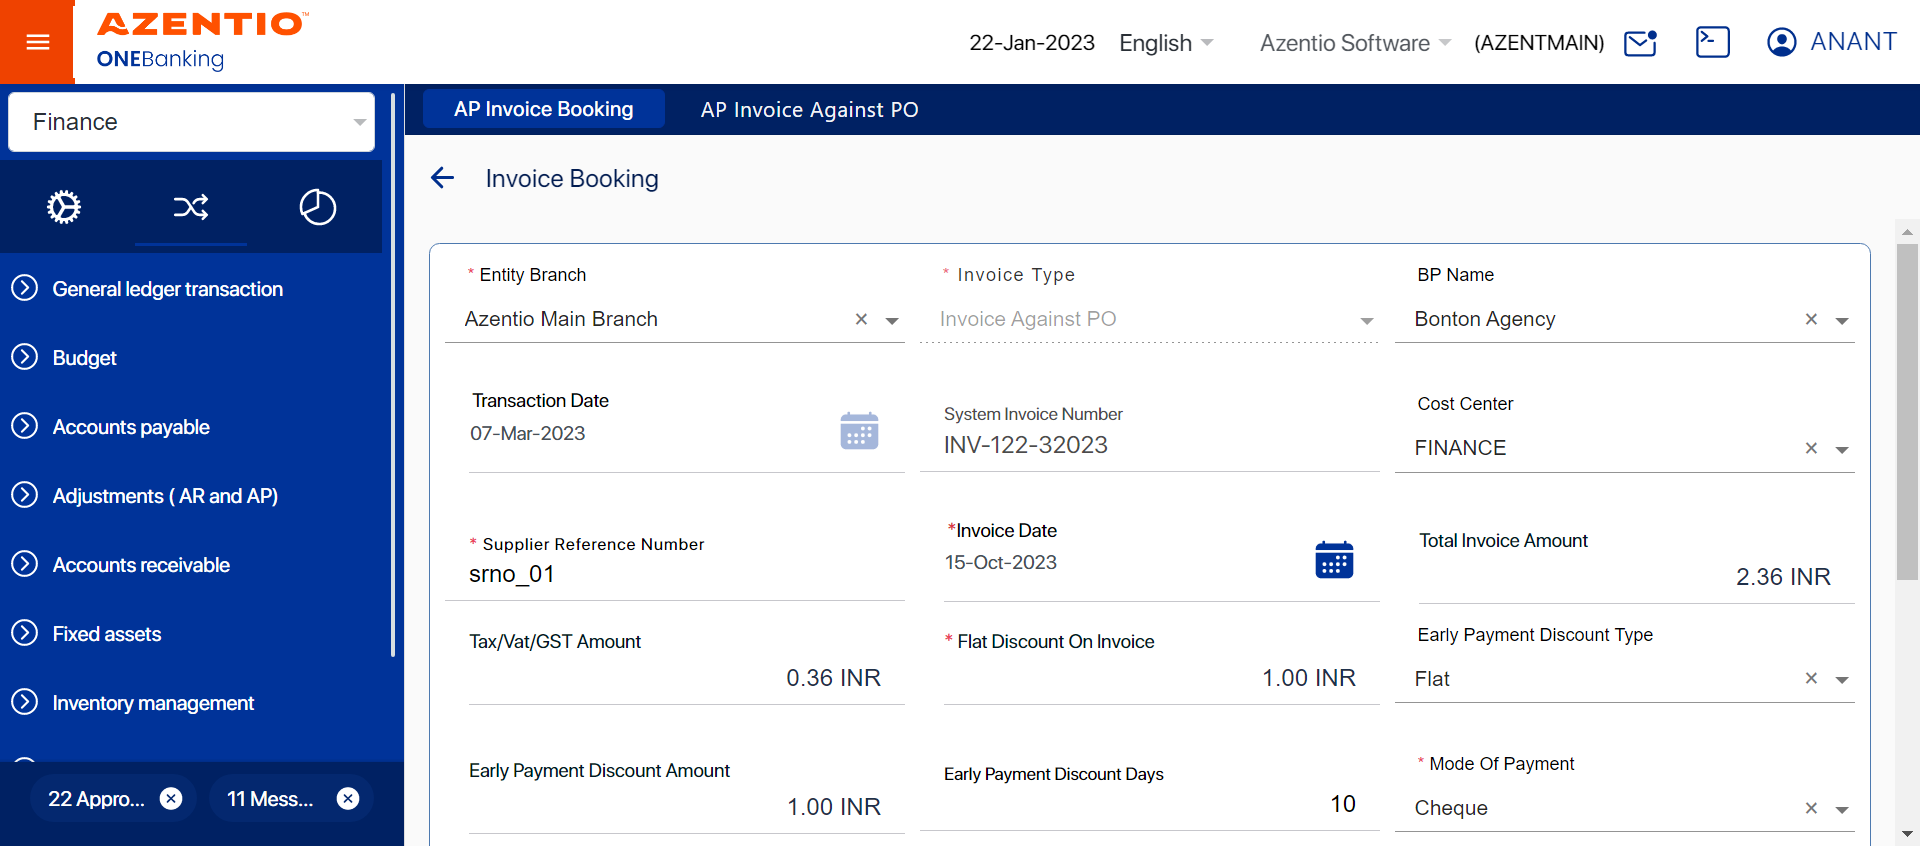 AZENTIO™
ONEBanking
22-Jan-2023
English
Azentio Software
(AZENTMAIN)
ANANT
Finance
General ledger transaction
Budget
Accounts payable
Adjustments ( AR and AP)
Accounts receivable
Fixed assets
Inventory management
22 Appro...
11 Mess...
AP Invoice Booking
AP Invoice Against PO
Invoice Booking
* Entity Branch
Azentio Main Branch
* Invoice Type
Invoice Against PO
BP Name
Bonton Agency
Transaction Date
07-Mar-2023
System Invoice Number
INV-122-32023
Cost Center
FINANCE
* Supplier Reference Number
srno_01
*Invoice Date
15-Oct-2023
Total Invoice Amount
2.36 INR
Tax/Vat/GST Amount
0.36 INR
* Flat Discount On Invoice
1.00 INR
Early Payment Discount Type
Flat
Early Payment Discount Amount
1.00 INR
Early Payment Discount Days
10
* Mode Of Payment
Cheque